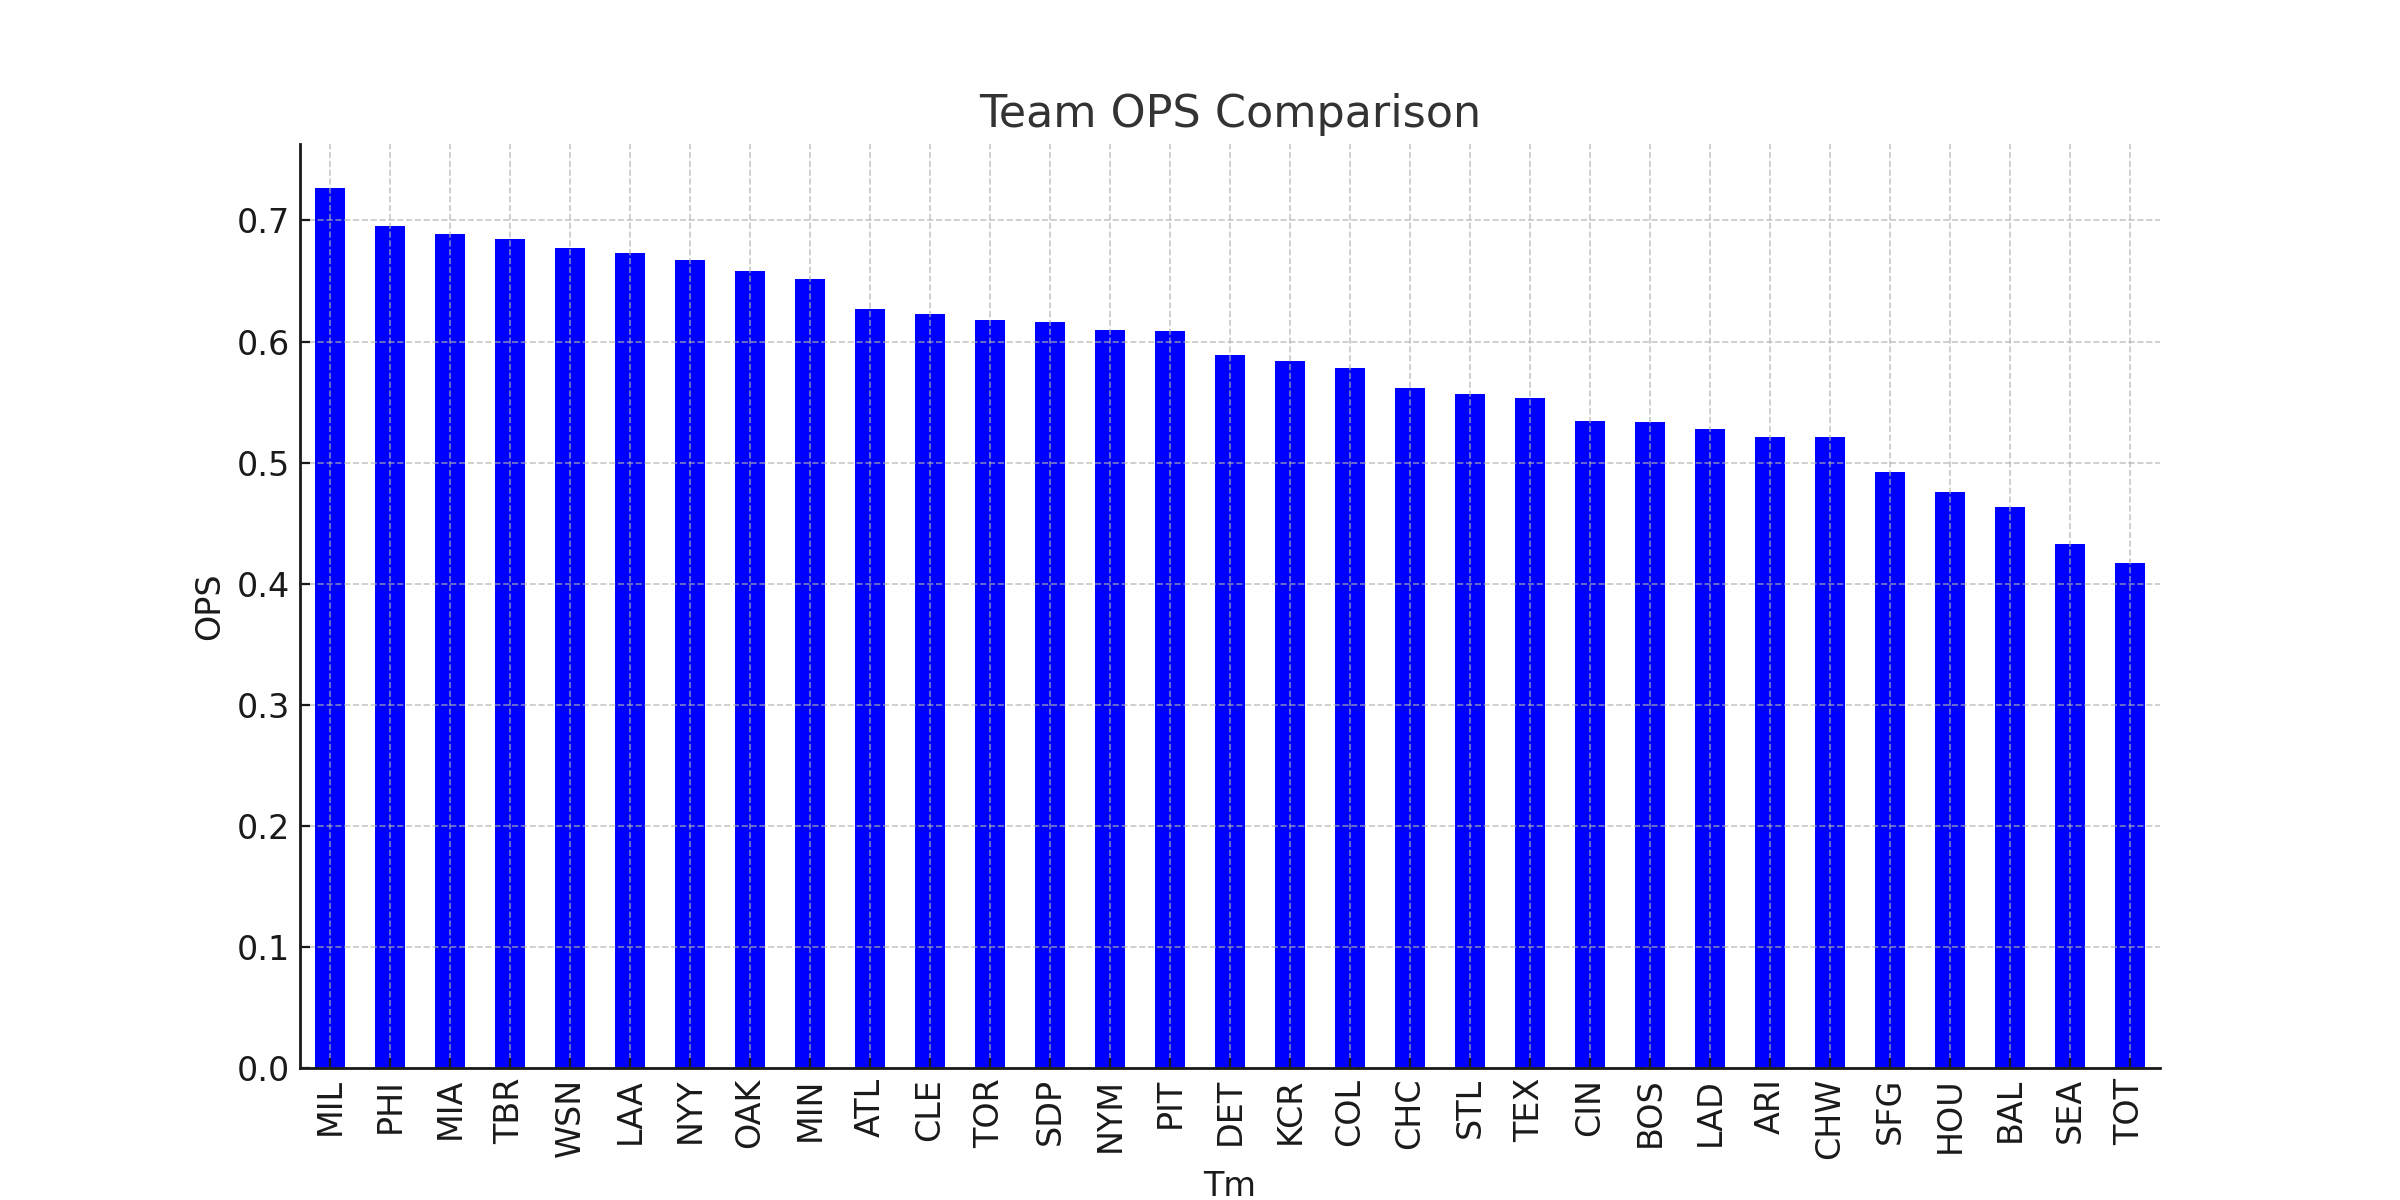 Team OPS Comparison
OPS
0.7
0.6
0.5
0.4
0.3
0.2
0.1
0.0
MIL PHI MIA TBR WSN LAA NYY OAK MIN ATL CLE TOR SDP NYM PIT DET KCR COL CHC STL TEX CIN BOS LAD ARI CHW SFG HOU BAL SEA TOT
Tm